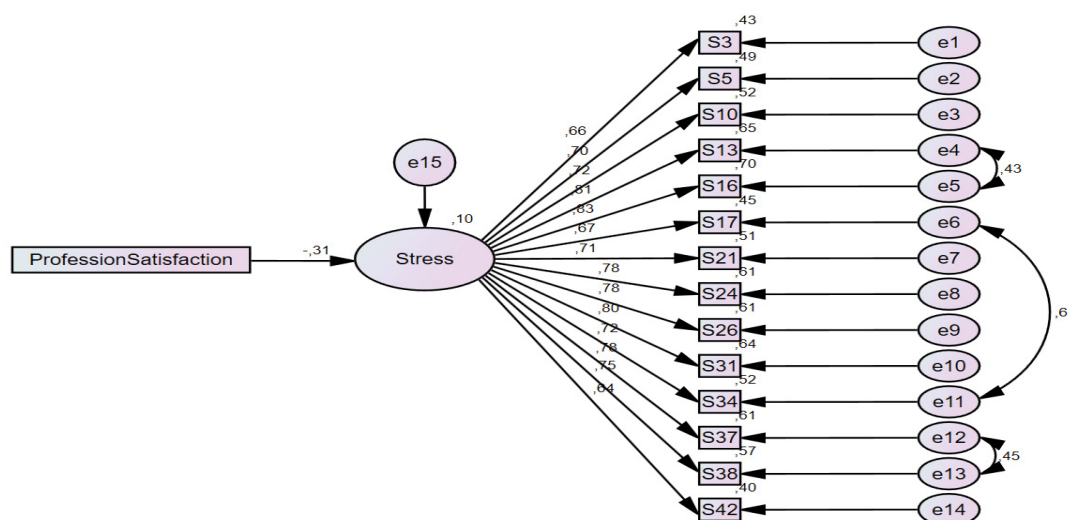 ,43
S3
e1
,49
S5
e2
,52
S10
e3
,65
S13
e4
,70
S16
e5
,43
,45
S17
e6
,51
S21
e7
,61
S24
e8
,61
S26
e9
,64
S31
e10
,52
S34
e11
,6
,61
S37
e12
,57
S38
e13
,45
,40
S42
e14
,66
,70
,72
,81
,83
,67
,71
,78
,78
,80
,72
,78
,75
,64
e15
,10
ProfessionSatisfaction
-,31
Stress